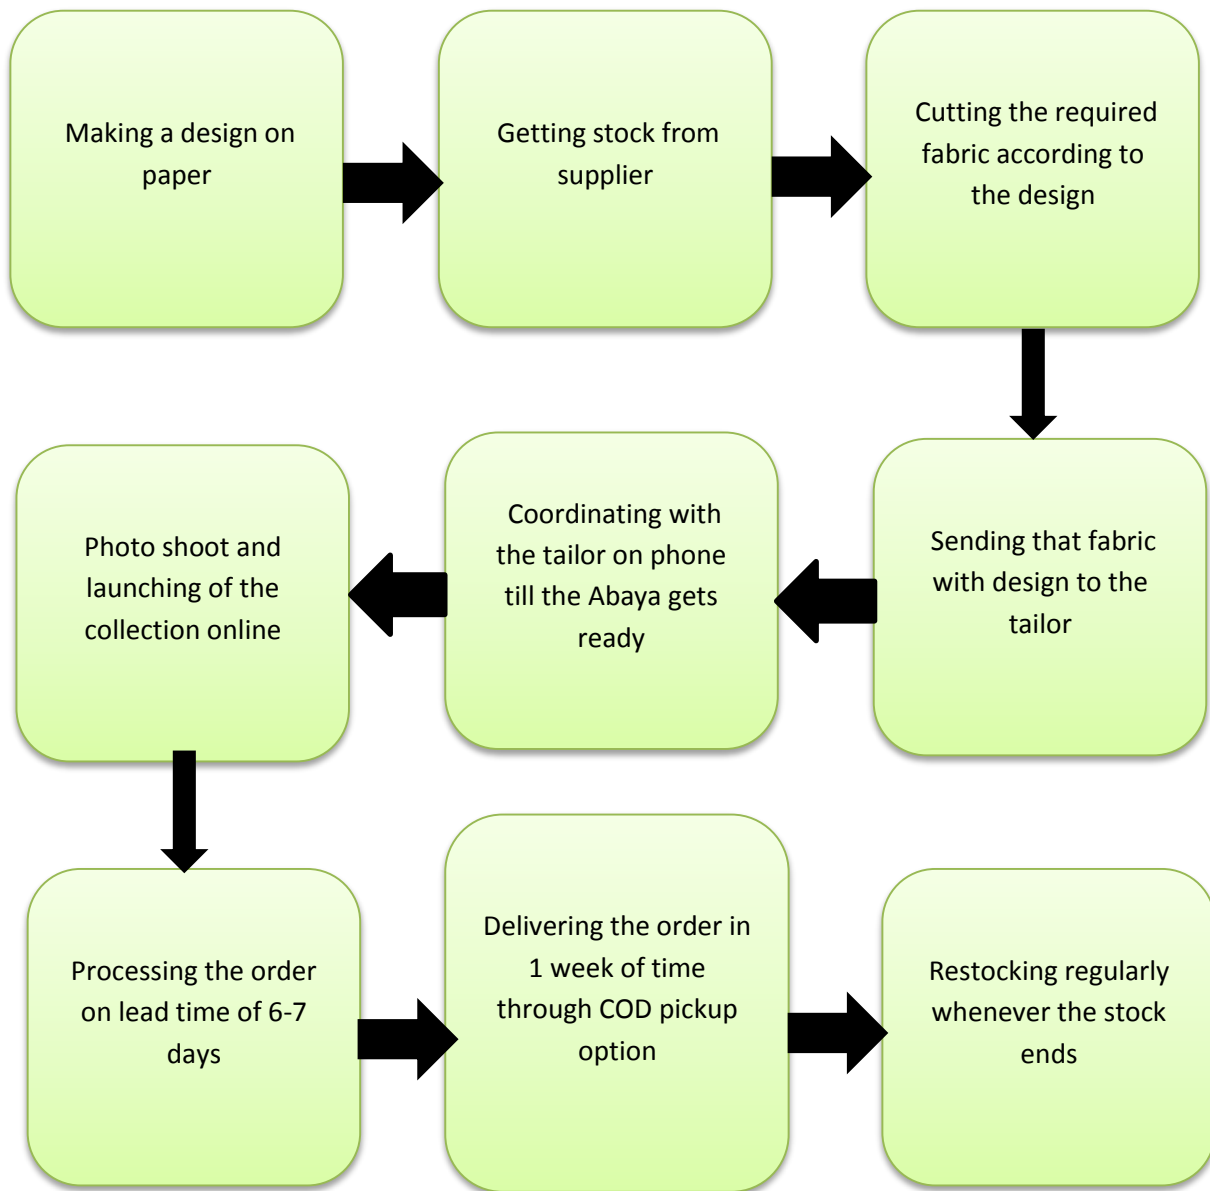 Making a design on
paper
Getting stock from
supplier
Cutting the required
fabric according to
the design
Sending that fabric
with design to the
tailor
Coordinating with
the tailor on phone
till the Abaya gets
ready
Photo shoot and
launching of the
collection online
Processing the order
on lead time of 6-7
days
Delivering the order in
1 week of time
through COD pickup
option
Restocking regularly
whenever the stock
ends